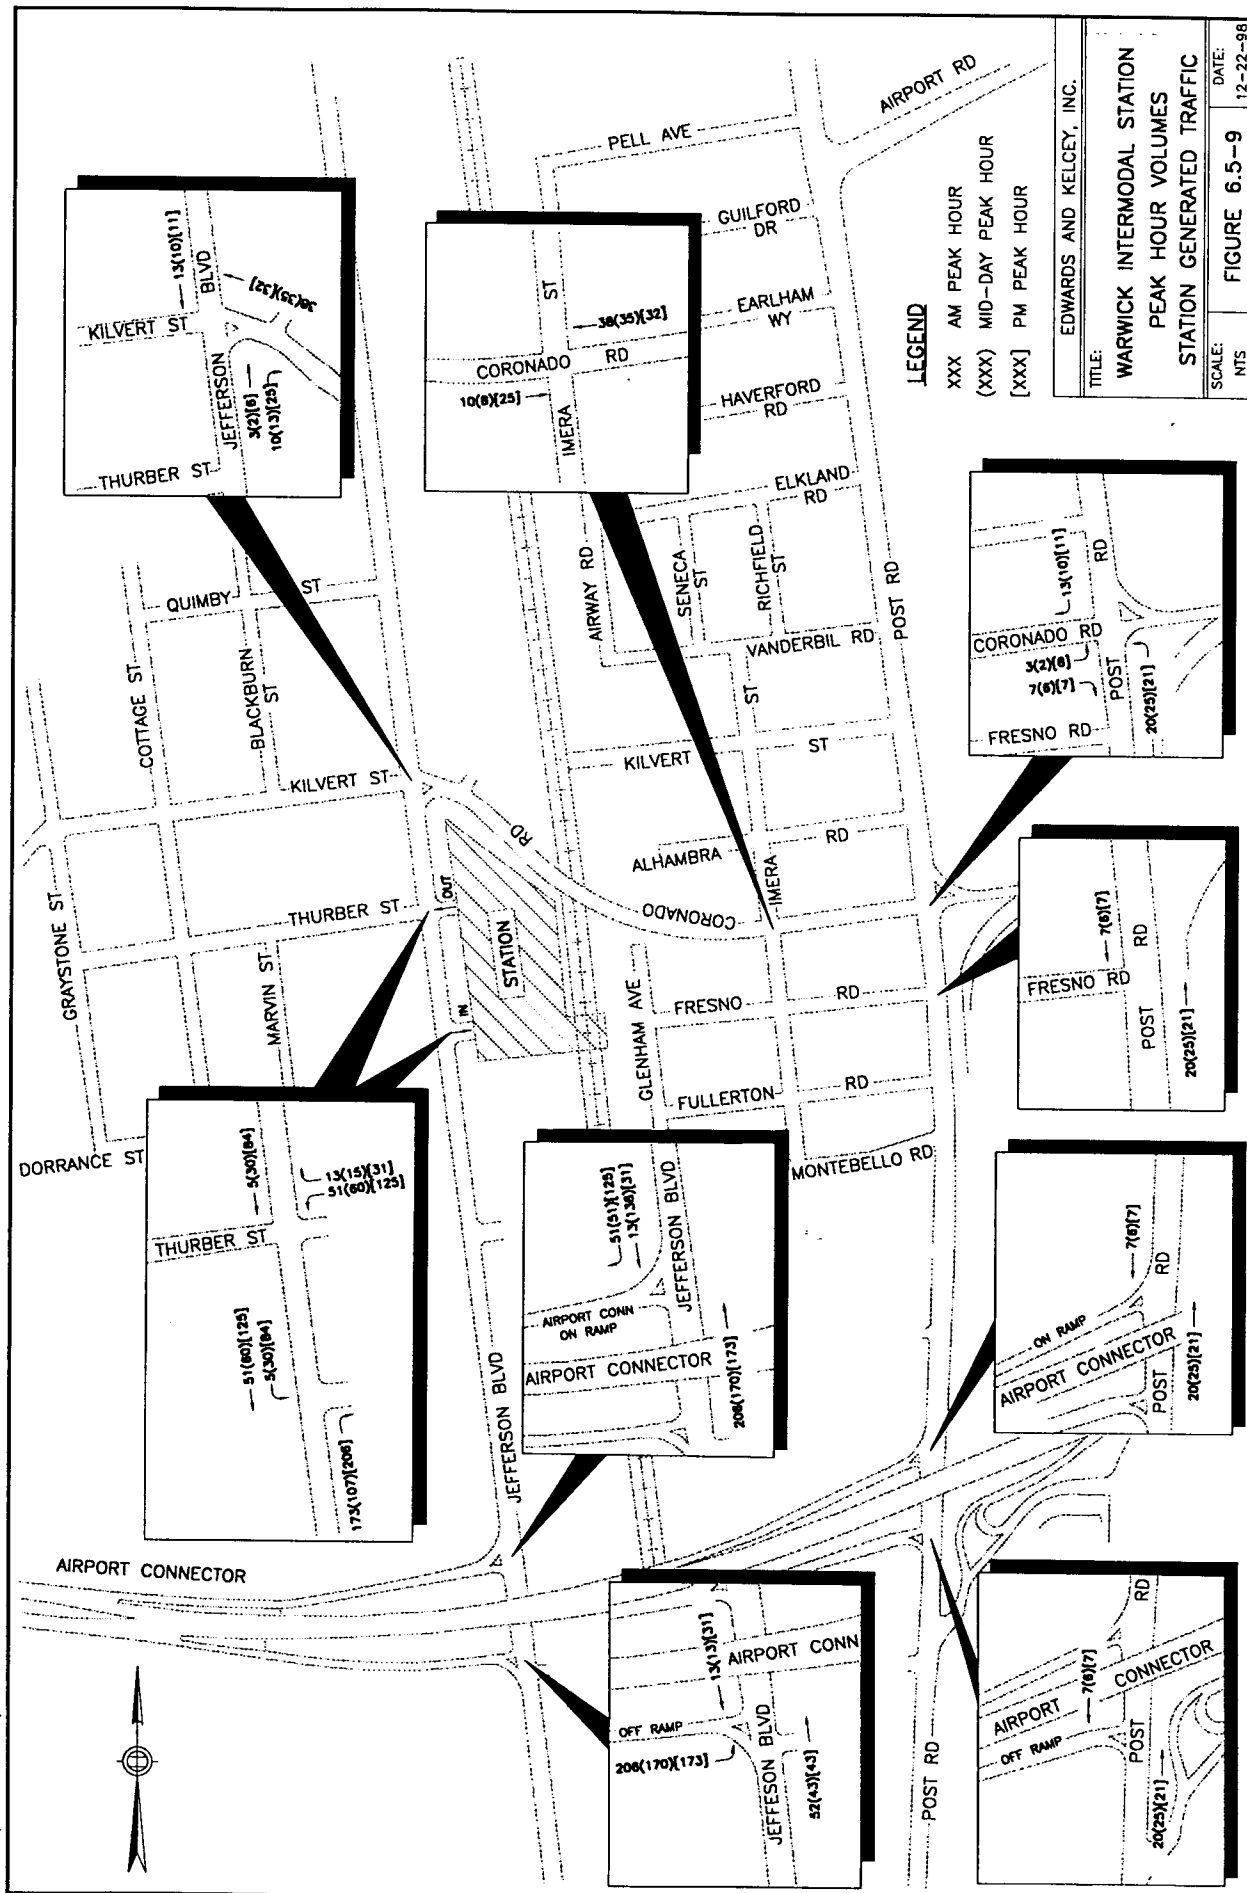 EDWARDS AND KELCEY, INC.
TITLE:
WARWICK INTERMODAL STATION
PEAK HOUR VOLUMES
STATION GENERATED TRAFFIC
SCALE:
NTS
FIGURE 6.5-9
DATE:
12-22-98
LEGEND
XXX AM PEAK HOUR
(XXX) MID-DAY PEAK HOUR
[XXX] PM PEAK HOUR
KILVERT ST
13(10)[11]
BLVD
38(35)[32]
JEFFERSON
3(2)[6]
10(13)[25]
THURBER ST
ST
38(35)[32]
CORONADO RD
10(8)[25]
IMERA
PELL AVE
AIRPORT RD
GUILFORD
DR
EARLHAM
WY
HAVERFORD
RD
ELKLAND
RD
AIRWAY RD
SENECA
ST
RICHFIELD
ST
POST RD
VANDERBIL RD
QUIMBY ST
COTTAGE ST
BLACKBURN
ST
KILVERT ST
ST
KILVERT
ST
RD
ALHAMBRA
RD
IMERA
CORONADO
GRAYSTONE ST
THURBER ST
OUT
STATION
IN
MARVIN ST
GLENHAM AVE
FRESNO
RD
FULLERTON
RD
MONTEBELLO RD
DORRANCE ST
13(10)[11]
RD
CORONADO RD
3(2)[6]
7(6)[7]
POST
20(25)[21]
FRESNO RD
7(6)[7]
RD
FRESNO RD
POST
20(25)[21]
5(30)[84]
13(15)[31]
51(60)[125]
THURBER ST
51(60)[125]
5(30)[84]
173(107)[206]
51(51)[125]
13(136)[31]
JEFFERSON BLVD
AIRPORT CONN
ON RAMP
AIRPORT CONNECTOR
206(170)[173]
7(6)[7]
RD
ON RAMP
AIRPORT CONNECTOR
POST
20(25)[21]
JEFFERSON BLVD
AIRPORT CONNECTOR
13(13)[31]
AIRPORT CONN
OFF RAMP
206(170)[173]
JEFFESON BLVD
52(43)[43]
POST RD
RD
7(6)[7]
CONNECTOR
AIRPORT
OFF RAMP
POST
20(25)[21]